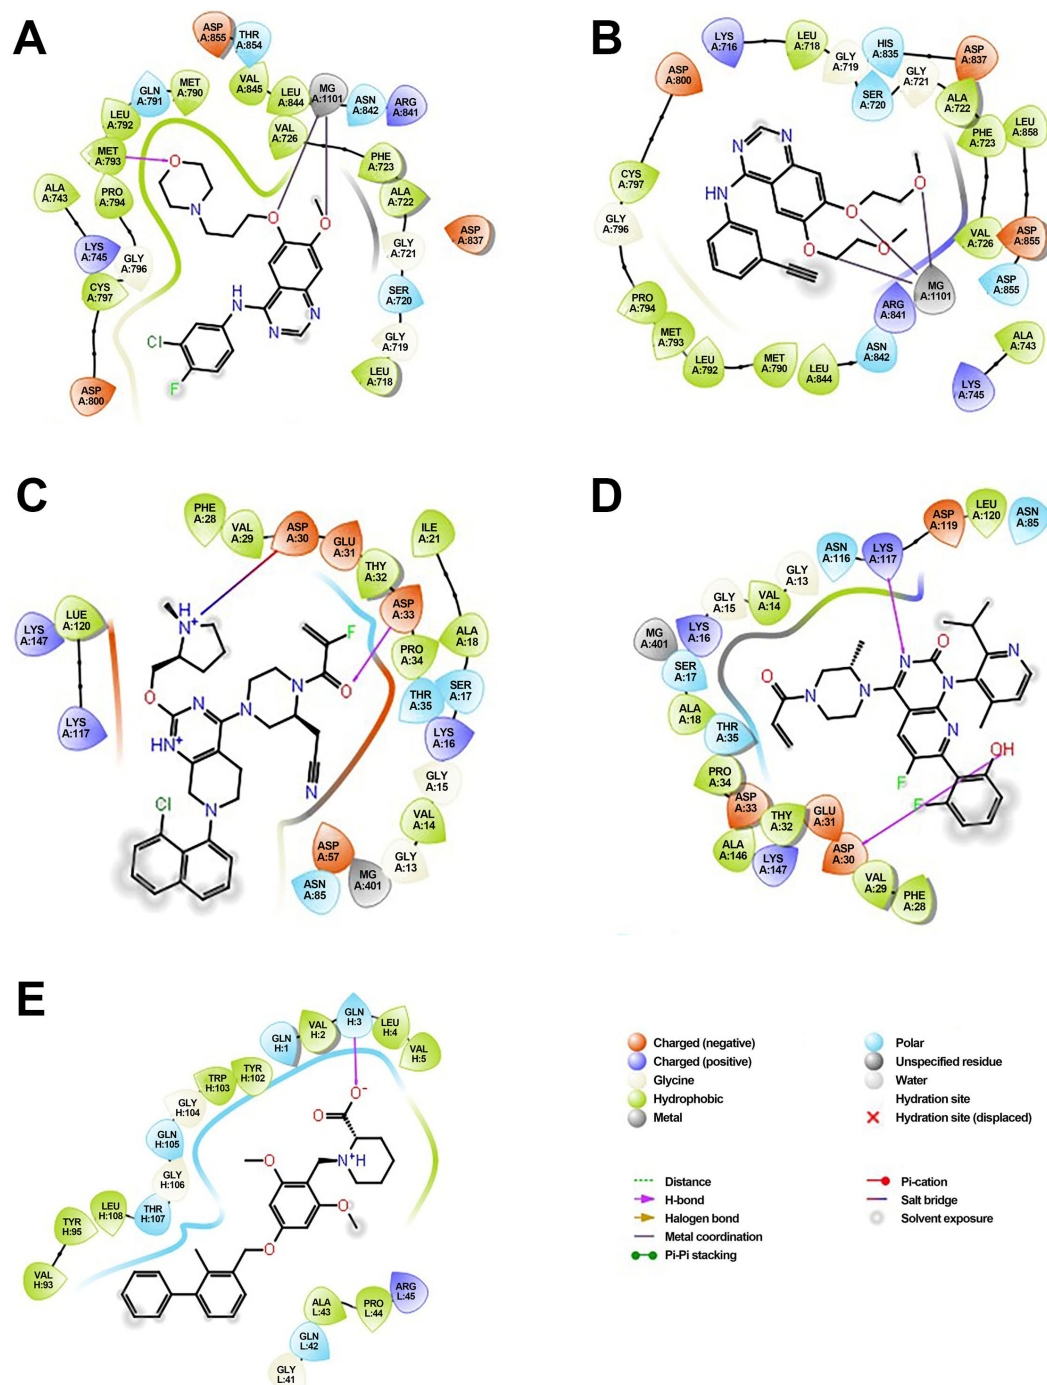 A
ASP
A:855
THR
A:854
GLN
A:791
MET
A:790
VAL
A:845
LEU
A:844
MG
A:1101
ASN
A:842
ARG
A:841
LEU
A:792
VAL
A:726
MET
A:793
PHE
A:723
ALA
A:743
PRO
A:794
ALA
A:722
LYS
A:745
GLY
A:796
GLY
A:721
ASP
A:837
CYS
A:797
SER
A:720
GLY
A:719
LEU
A:718
ASP
A:800
O
N
O
O
H
N
N
N
Cl
F
B
LYS
A:716
LEU
A:718
GLY
A:719
HIS
A:835
ASP
A:837
ASP
A:800
SER
A:720
GLY
A:721
ALA
A:722
PHE
A:723
LEU
A:858
CYS
A:797
GLY
A:796
VAL
A:726
ASP
A:855
ASP
A:855
MG
A:1101
ARG
A:841
PRO
A:794
MET
A:793
LEU
A:792
MET
A:790
LEU
A:844
ASN
A:842
ALA
A:743
LYS
A:745
N
N
HN
O
O
O
O
C
PHE
A:28
VAL
A:29
ASP
A:30
GLU
A:31
THY
A:32
ILE
A:21
ASP
A:33
LYS
A:147
LUE
A:120
PRO
A:34
ALA
A:18
THR
A:35
SER
A:17
LYS
A:117
LYS
A:16
GLY
A:15
VAL
A:14
ASP
A:57
GLY
A:13
ASN
A:85
MG
A:401
H
N+
F
O
N
O
N
N
HN+
N
N
Cl
N
D
ASP
A:119
LEU
A:120
ASN
A:85
ASN
A:116
LYS
A:117
GLY
A:13
GLY
A:15
VAL
A:14
MG
A:401
LYS
A:16
SER
A:17
ALA
A:18
THR
A:35
PRO
A:34
ASP
A:33
THY
A:32
GLU
A:31
ALA
A:146
LYS
A:147
ASP
A:30
VAL
A:29
PHE
A:28
O
N
N
N
O
N
N
N
F
F
OH
E
GLN
H:1
VAL
H:2
GLN
H:3
LEU
H:4
VAL
H:5
TRP
H:103
TYR
H:102
GLY
H:104
GLN
H:105
GLY
H:106
LEU
H:108
THR
H:107
TYR
H:95
VAL
H:93
ARG
L:45
ALA
L:43
PRO
L:44
GLN
L:42
GLY
L:41
O-
O
O
N+H
O
O
Charged (negative)
Charged (positive)
Glycine
Hydrophobic
Metal
Polar
Unspecified residue
Water
Hydration site
Hydration site (displaced)
Distance
H-bond
Halogen bond
Metal coordination
Pi-Pi stacking
Pi-cation
Salt bridge
Solvent exposure